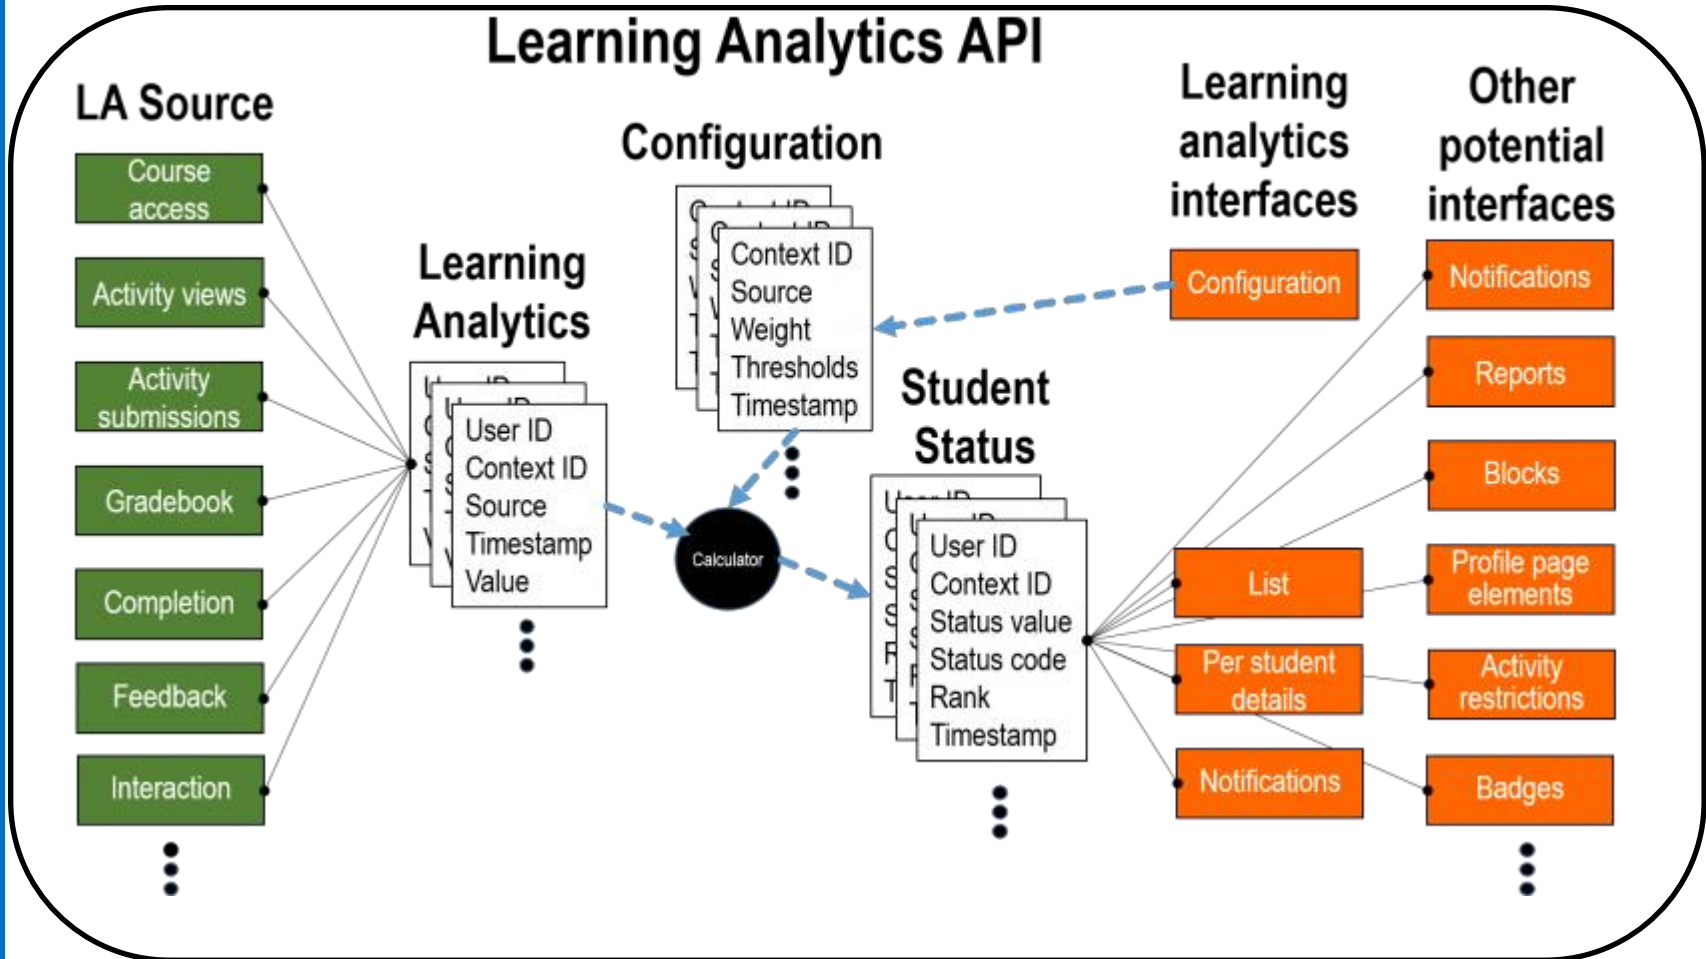 Learning Analytics API
LA Source
Course
access
Activity views
Activity
submissions
Gradebook
Completion
Feedback
Interaction
Learning
Analytics
User ID
Context ID
Source
Timestamp
Value
Configuration
Context ID
Source
Weight
Thresholds
Timestamp
Calculator
Student
Status
User ID
Context ID
Status value
Status code
Rank
Timestamp
Learning
analytics
interfaces
Configuration
List
Per student
details
Notifications
Other
potential
interfaces
Notifications
Reports
Blocks
Profile page
elements
Activity
restrictions
Badges